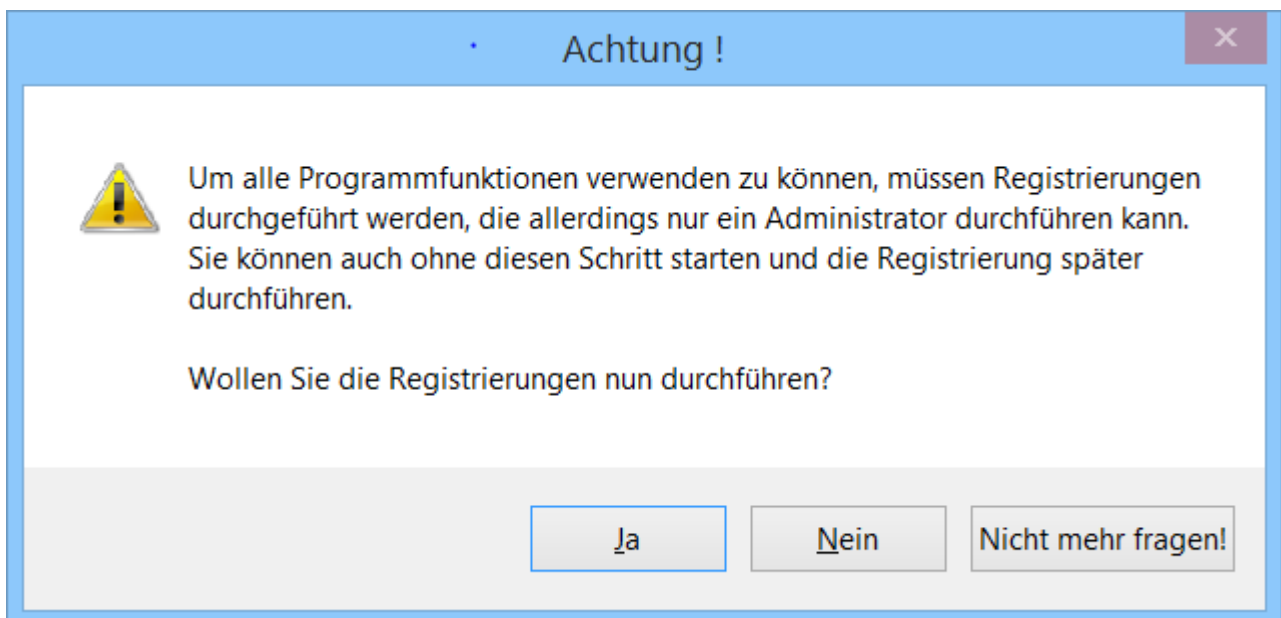 Achtung !
Um alle Programmfunktionen verwenden zu können, müssen Registrierungen
durchgeführt werden, die allerdings nur ein Administrator durchführen kann.
Sie können auch ohne diesen Schritt starten und die Registrierung später
durchführen.
Wollen Sie die Registrierungen nun durchführen?
Ja
Nein
Nicht mehr fragen!